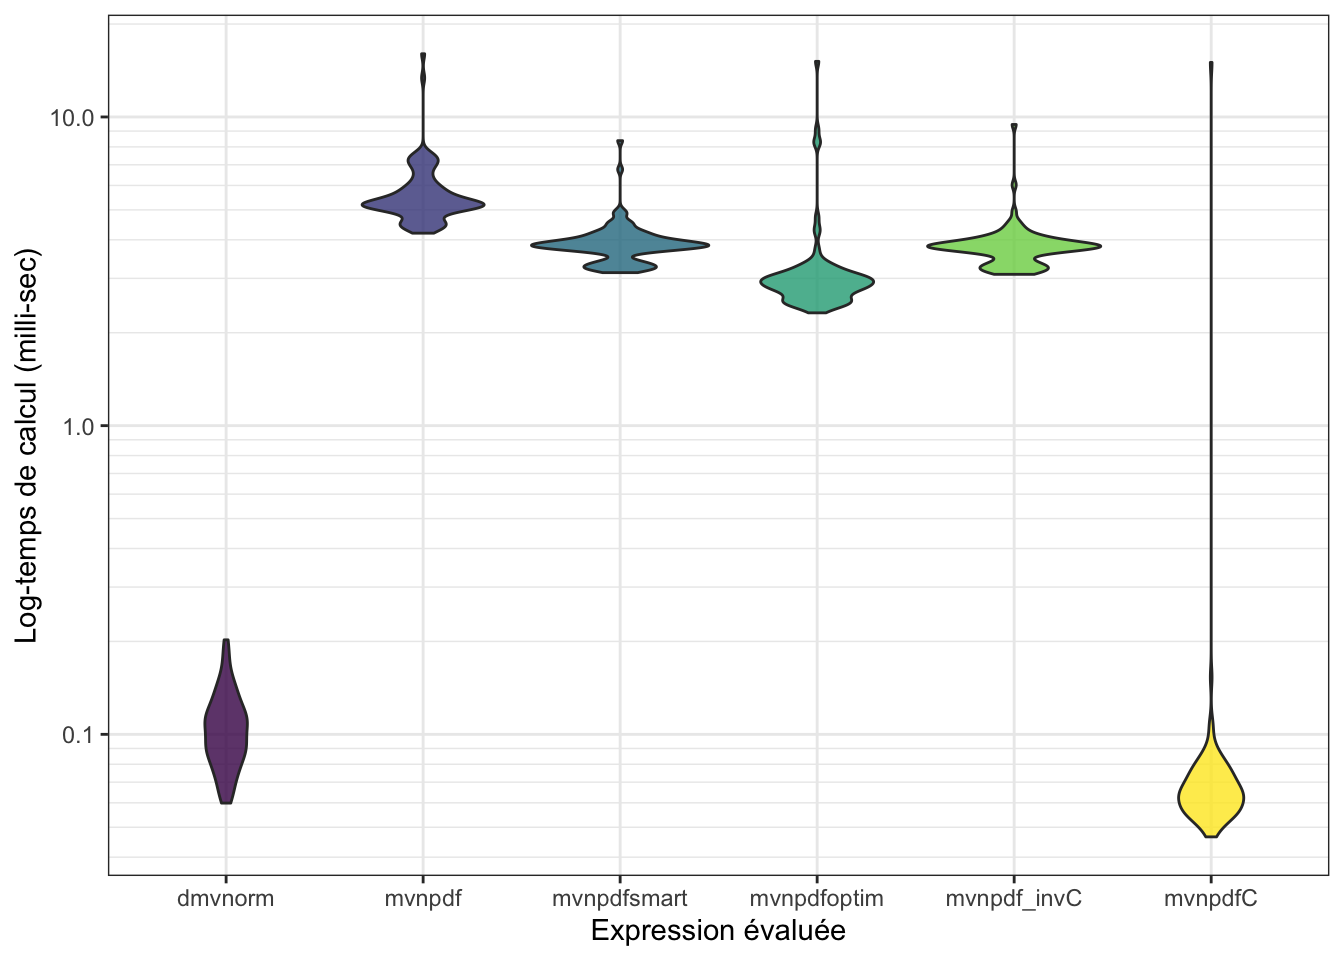 Log-temps de calcul (milli-sec)
10.0
1.0
0.1
dmvnorm mvnpdf mvnpdfsmart mvnpdfoptim mvnpdf_invC mvnpdfC
Expression évaluée